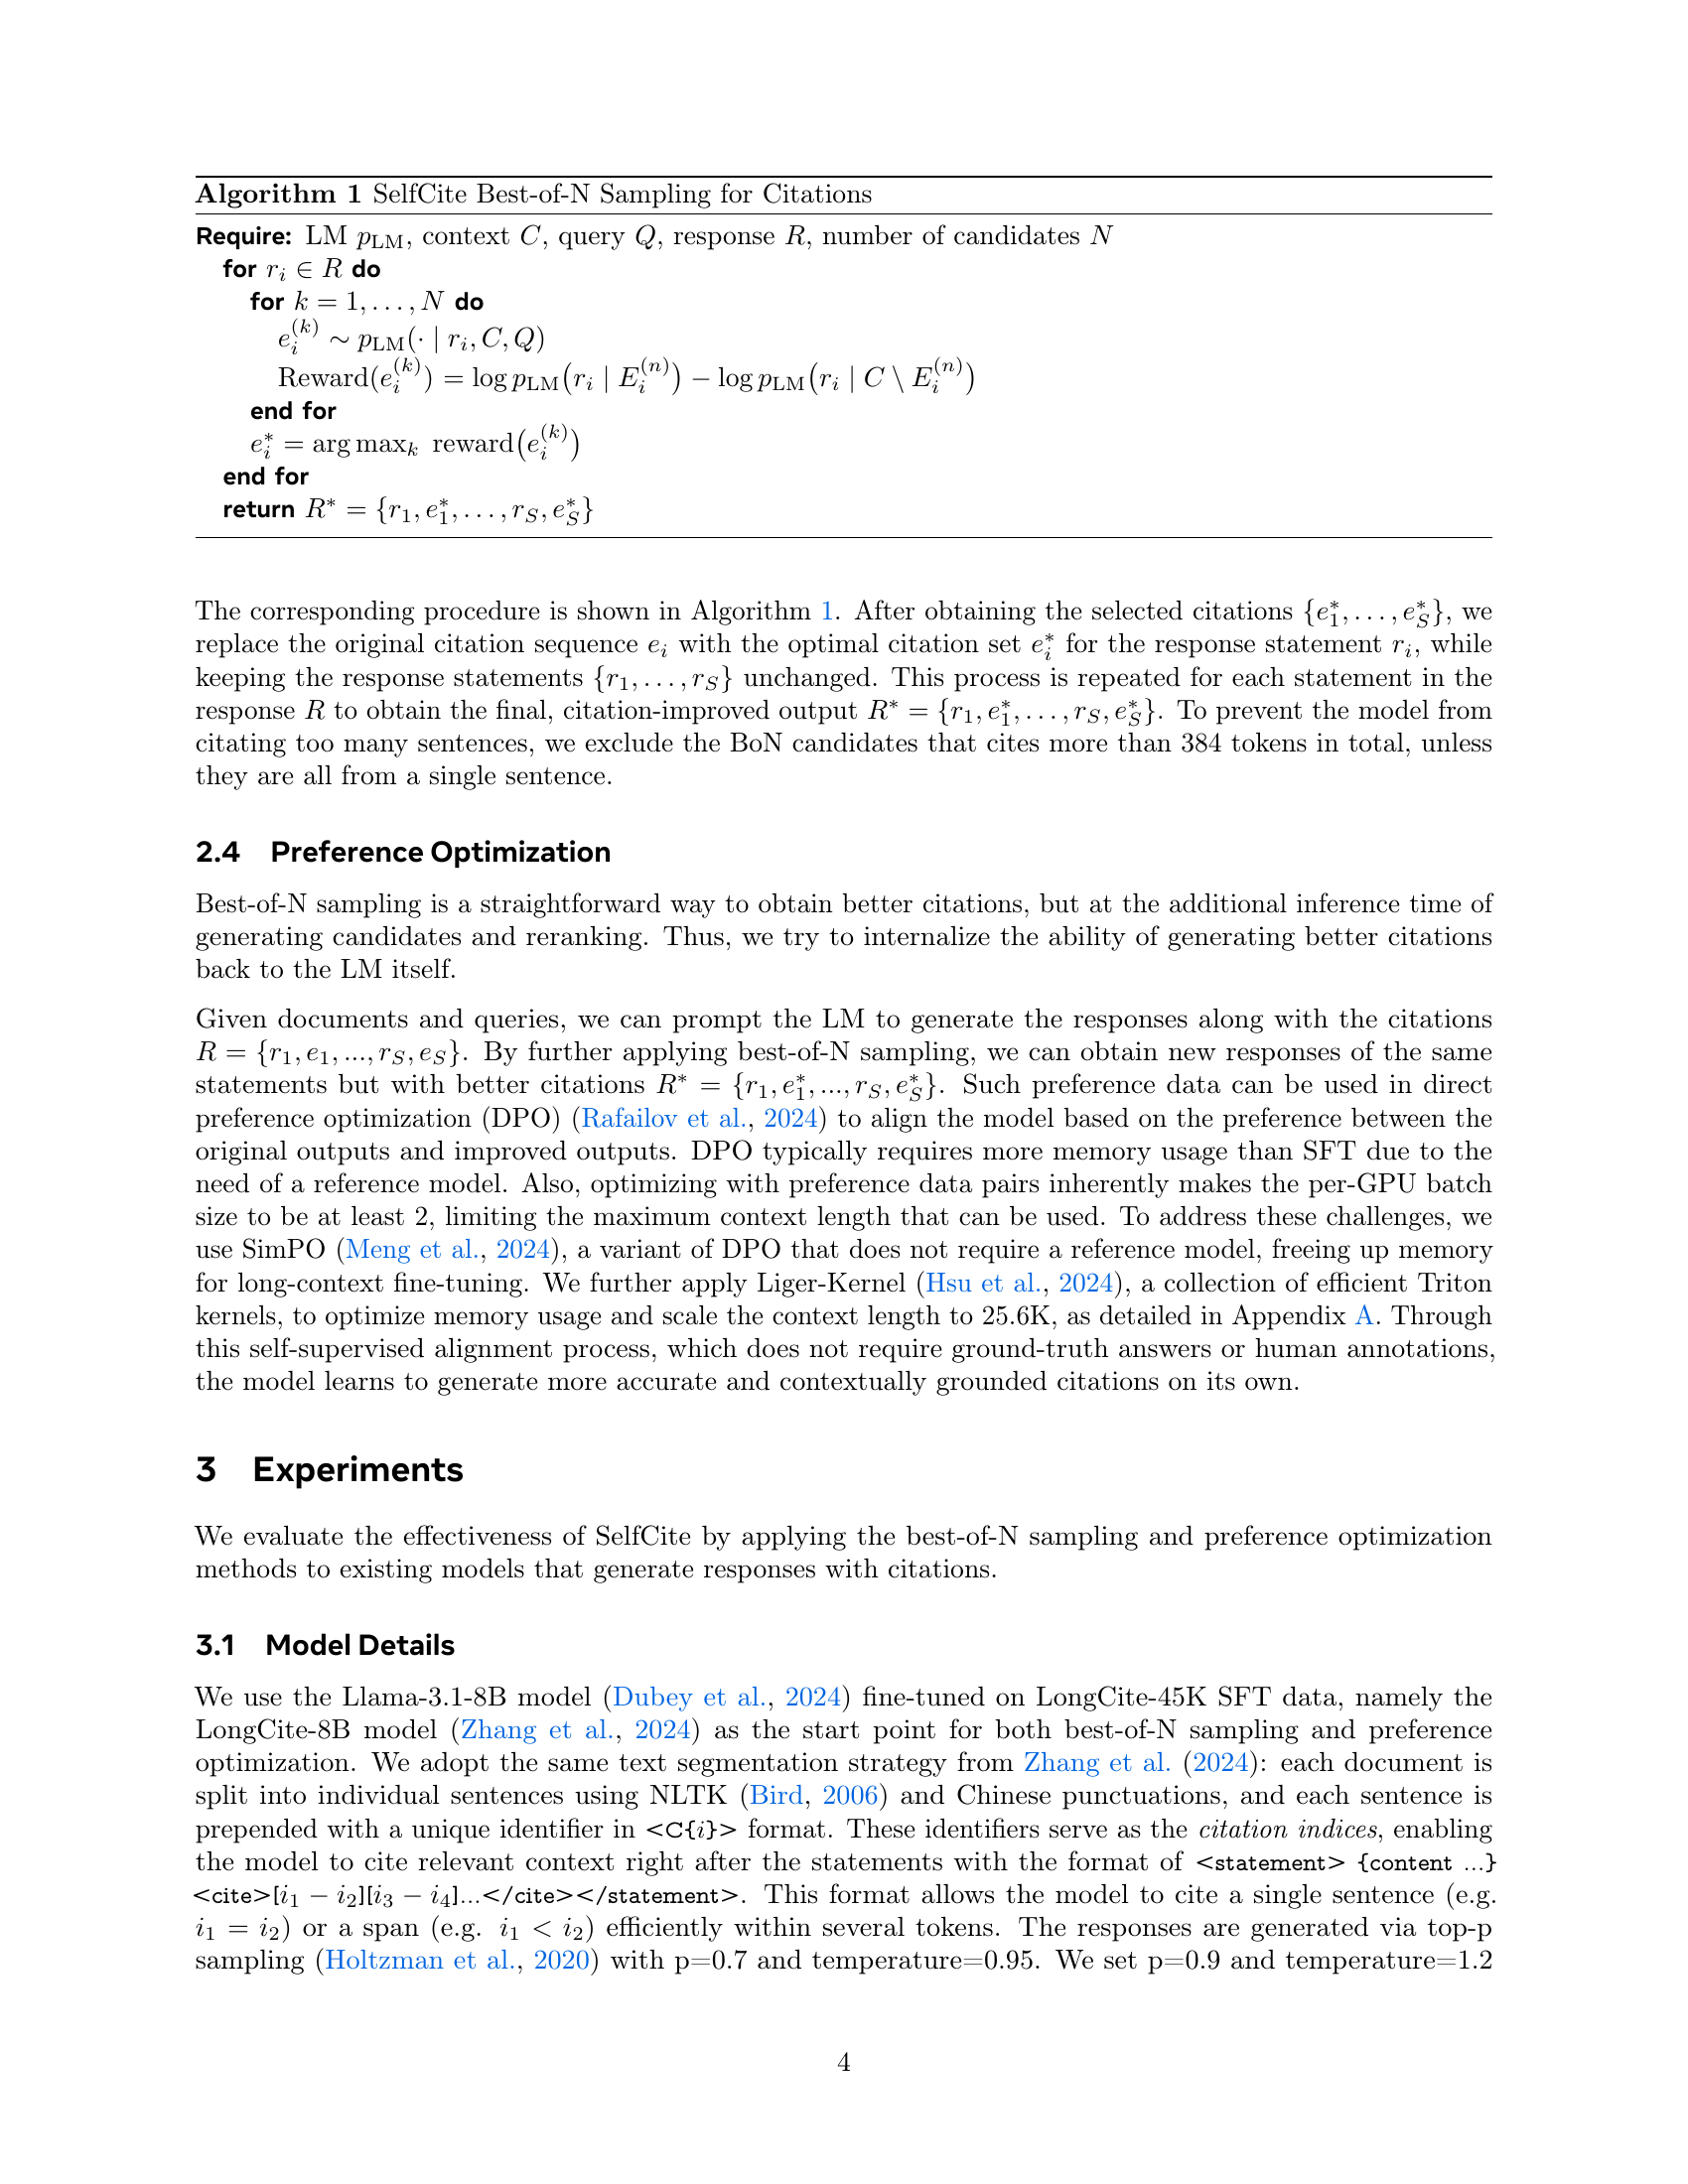 Algorithm 1 SelfCite Best-of-N Sampling for Citations
Require: LM p_LM, context C, query Q, response R, number of candidates N
for r_i ∈ R do
for k = 1, . . . , N do
e_i^(k) ∼ p_LM(· | r_i, C, Q)
Reward(e_i^(k)) = log p_LM(r_i | E_i^(n)) − log p_LM(r_i | C \ E_i^(n))
end for
e_i^* = arg max_k reward(e_i^(k))
end for
return R^* = {r_1, e_1^*, . . . , r_S, e_S^*}
The corresponding procedure is shown in Algorithm 1. After obtaining the selected citations {e_1^*, . . . , e_S^*}, we
replace the original citation sequence e_i with the optimal citation set e_i^* for the response statement r_i, while
keeping the response statements {r_1, . . . , r_S} unchanged. This process is repeated for each statement in the
response R to obtain the final, citation-improved output R^* = {r_1, e_1^*, . . . , r_S, e_S^*}. To prevent the model from
citing too many sentences, we exclude the BoN candidates that cites more than 384 tokens in total, unless
they are all from a single sentence.
2.4 Preference Optimization
Best-of-N sampling is a straightforward way to obtain better citations, but at the additional inference time of
generating candidates and reranking. Thus, we try to internalize the ability of generating better citations
back to the LM itself.
Given documents and queries, we can prompt the LM to generate the responses along with the citations
R = {r_1, e_1, ..., r_S, e_S}. By further applying best-of-N sampling, we can obtain new responses of the same
statements but with better citations R^* = {r_1, e_1^*, ..., r_S, e_S^*}. Such preference data can be used in direct
preference optimization (DPO) (Rafailov et al., 2024) to align the model based on the preference between the
original outputs and improved outputs. DPO typically requires more memory usage than SFT due to the
need of a reference model. Also, optimizing with preference data pairs inherently makes the per-GPU batch
size to be at least 2, limiting the maximum context length that can be used. To address these challenges, we
use SimPO (Meng et al., 2024), a variant of DPO that does not require a reference model, freeing up memory
for long-context fine-tuning. We further apply Liger-Kernel (Hsu et al., 2024), a collection of efficient Triton
kernels, to optimize memory usage and scale the context length to 25.6K, as detailed in Appendix A. Through
this self-supervised alignment process, which does not require ground-truth answers or human annotations,
the model learns to generate more accurate and contextually grounded citations on its own.
3 Experiments
We evaluate the effectiveness of SelfCite by applying the best-of-N sampling and preference optimization
methods to existing models that generate responses with citations.
3.1 Model Details
We use the Llama-3.1-8B model (Dubey et al., 2024) fine-tuned on LongCite-45K SFT data, namely the
LongCite-8B model (Zhang et al., 2024) as the start point for both best-of-N sampling and preference
optimization. We adopt the same text segmentation strategy from Zhang et al. (2024): each document is
split into individual sentences using NLTK (Bird, 2006) and Chinese punctuations, and each sentence is
prepended with a unique identifier in <C{i}> format. These identifiers serve as the citation indices, enabling
the model to cite relevant context right after the statements with the format of <statement> {content ...}
<cite>[i_1 − i_2][i_3 − i_4]...</cite></statement>. This format allows the model to cite a single sentence (e.g.
i_1 = i_2) or a span (e.g. i_1 < i_2) efficiently within several tokens. The responses are generated via top-p
sampling (Holtzman et al., 2020) with p=0.7 and temperature=0.95. We set p=0.9 and temperature=1.2
4